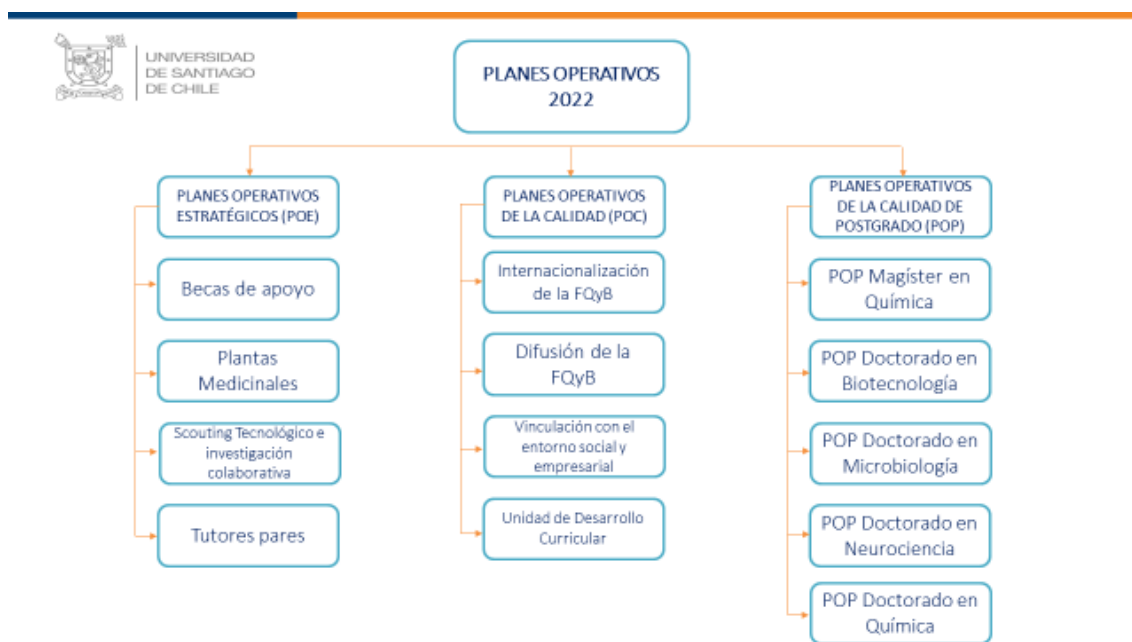 UNIVERSIDAD
DE SANTIAGO
DE CHILE
PLANES OPERATIVOS
2022
PLANES OPERATIVOS
ESTRATÉGICOS (POE)
Becas de apoyo
Plantas
Medicinales
Scouting Tecnológico e
investigación
colaborativa
Tutores pares
PLANES OPERATIVOS
DE LA CALIDAD (POC)
Internacionalización
de la FQyB
Difusión de la
FQyB
Vinculación con el
entorno social y
empresarial
Unidad de Desarrollo
Curricular
PLANES OPERATIVOS
DE LA CALIDAD DE
POSTGRADO (POP)
POP Magíster en
Química
POP Doctorado en
Biotecnología
POP Doctorado en
Microbiología
POP Doctorado en
Neurociencia
POP Doctorado en
Química